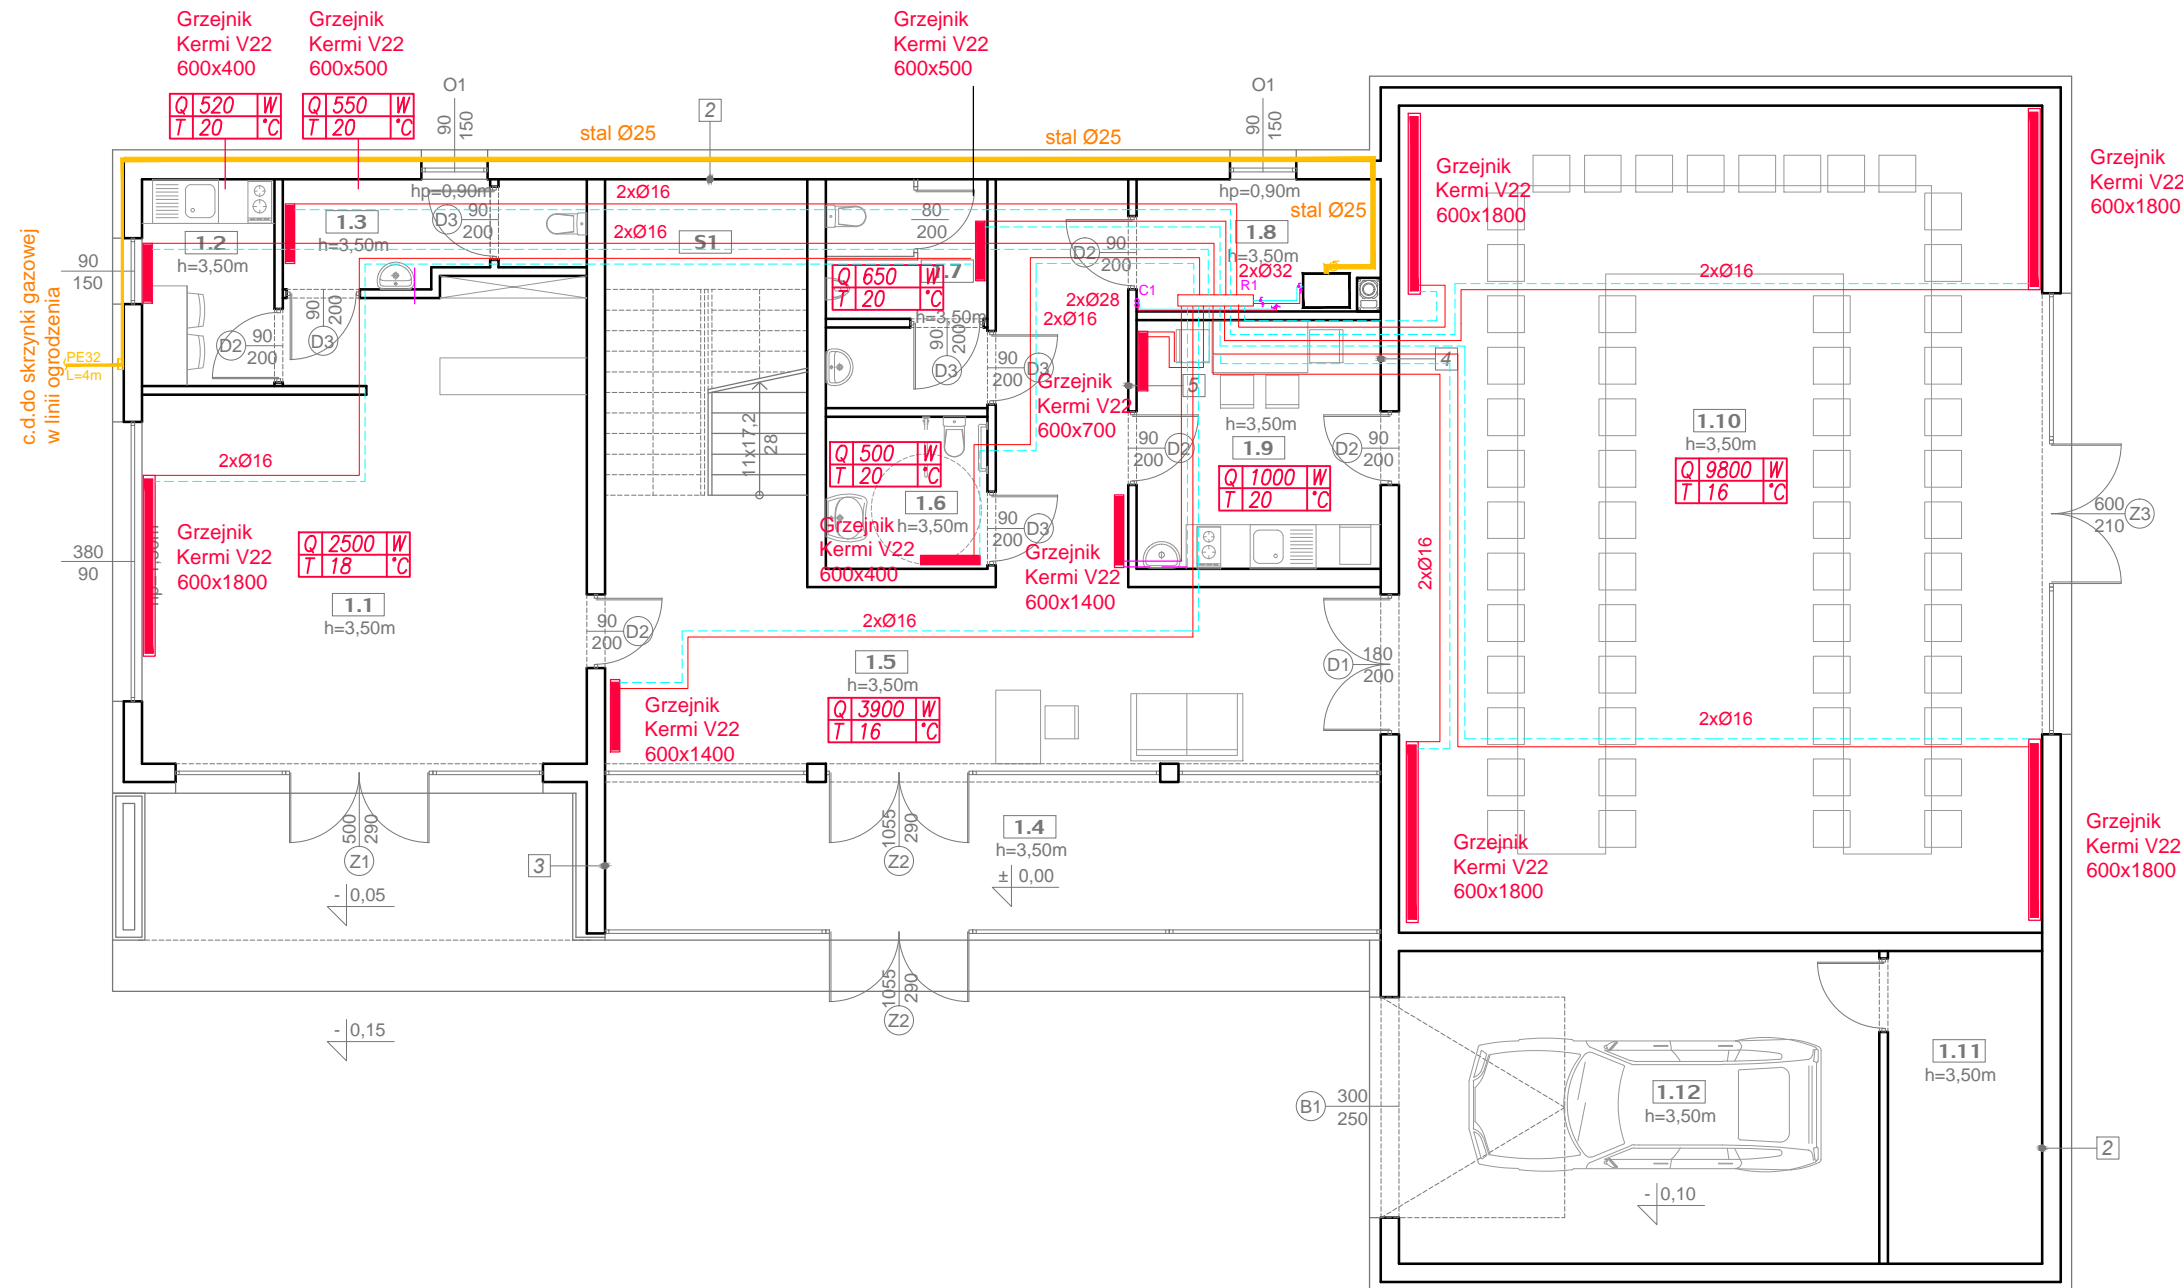 Grzejnik
Kermi V22
600x400
Grzejnik
Kermi V22
600x500
Grzejnik
Kermi V22
600x500
Q 520 W
T 20 °C
Q 550 W
T 20 °C
O1
90
150
2
stal Ø25
stal Ø25
O1
90
150
Grzejnik
Kermi V22
600x1800
Grzejnik
Kermi V22
600x1800
hp=0,90m
2xØ16
hp=0,90m
stal Ø25
1.2
h=3,50m
1.3
h=3,50m
D3
90
200
2xØ16
S1
80
200
D2
90
200
1.8
h=3,50m
2xØ32
R1
C1
2xØ16
c.d.do skrzynki gazowej
w linii ogrodzenia
90
150
Q 650 W
T 20 °C
1.7
h=3,50m
2xØ28
2xØ16
90
200
D3
D2
90
200
90
200
D3
90
200
D3
PE32
L=4m
4
5
Grzejnik
Kermi V22
600x700
11x17,2
28
h=3,50m
1.9
90
200
D2
D2
90
200
1.10
h=3,50m
Q 9800 W
T 16 °C
2xØ16
Q 500 W
T 20 °C
Q 1000 W
T 20 °C
1.6
h=3,50m
90
200
D3
600
210
Z3
Grzejnik
Kermi V22
600x400
Grzejnik
Kermi V22
600x1400
2xØ16
380
90
Grzejnik
Kermi V22
600x1800
Q 2500 W
T 18 °C
1.1
h=3,50m
90
200
D2
2xØ16
1.5
h=3,50m
Q 3900 W
T 16 °C
D1
180
200
Grzejnik
Kermi V22
600x1400
2xØ16
500
290
Z1
1055
290
Z2
1.4
h=3,50m
± 0,00
3
- 0,05
Grzejnik
Kermi V22
600x1800
Grzejnik
Kermi V22
600x1800
1055
290
Z2
- 0,15
1.11
h=3,50m
1.12
h=3,50m
B1
300
250
2
- 0,10